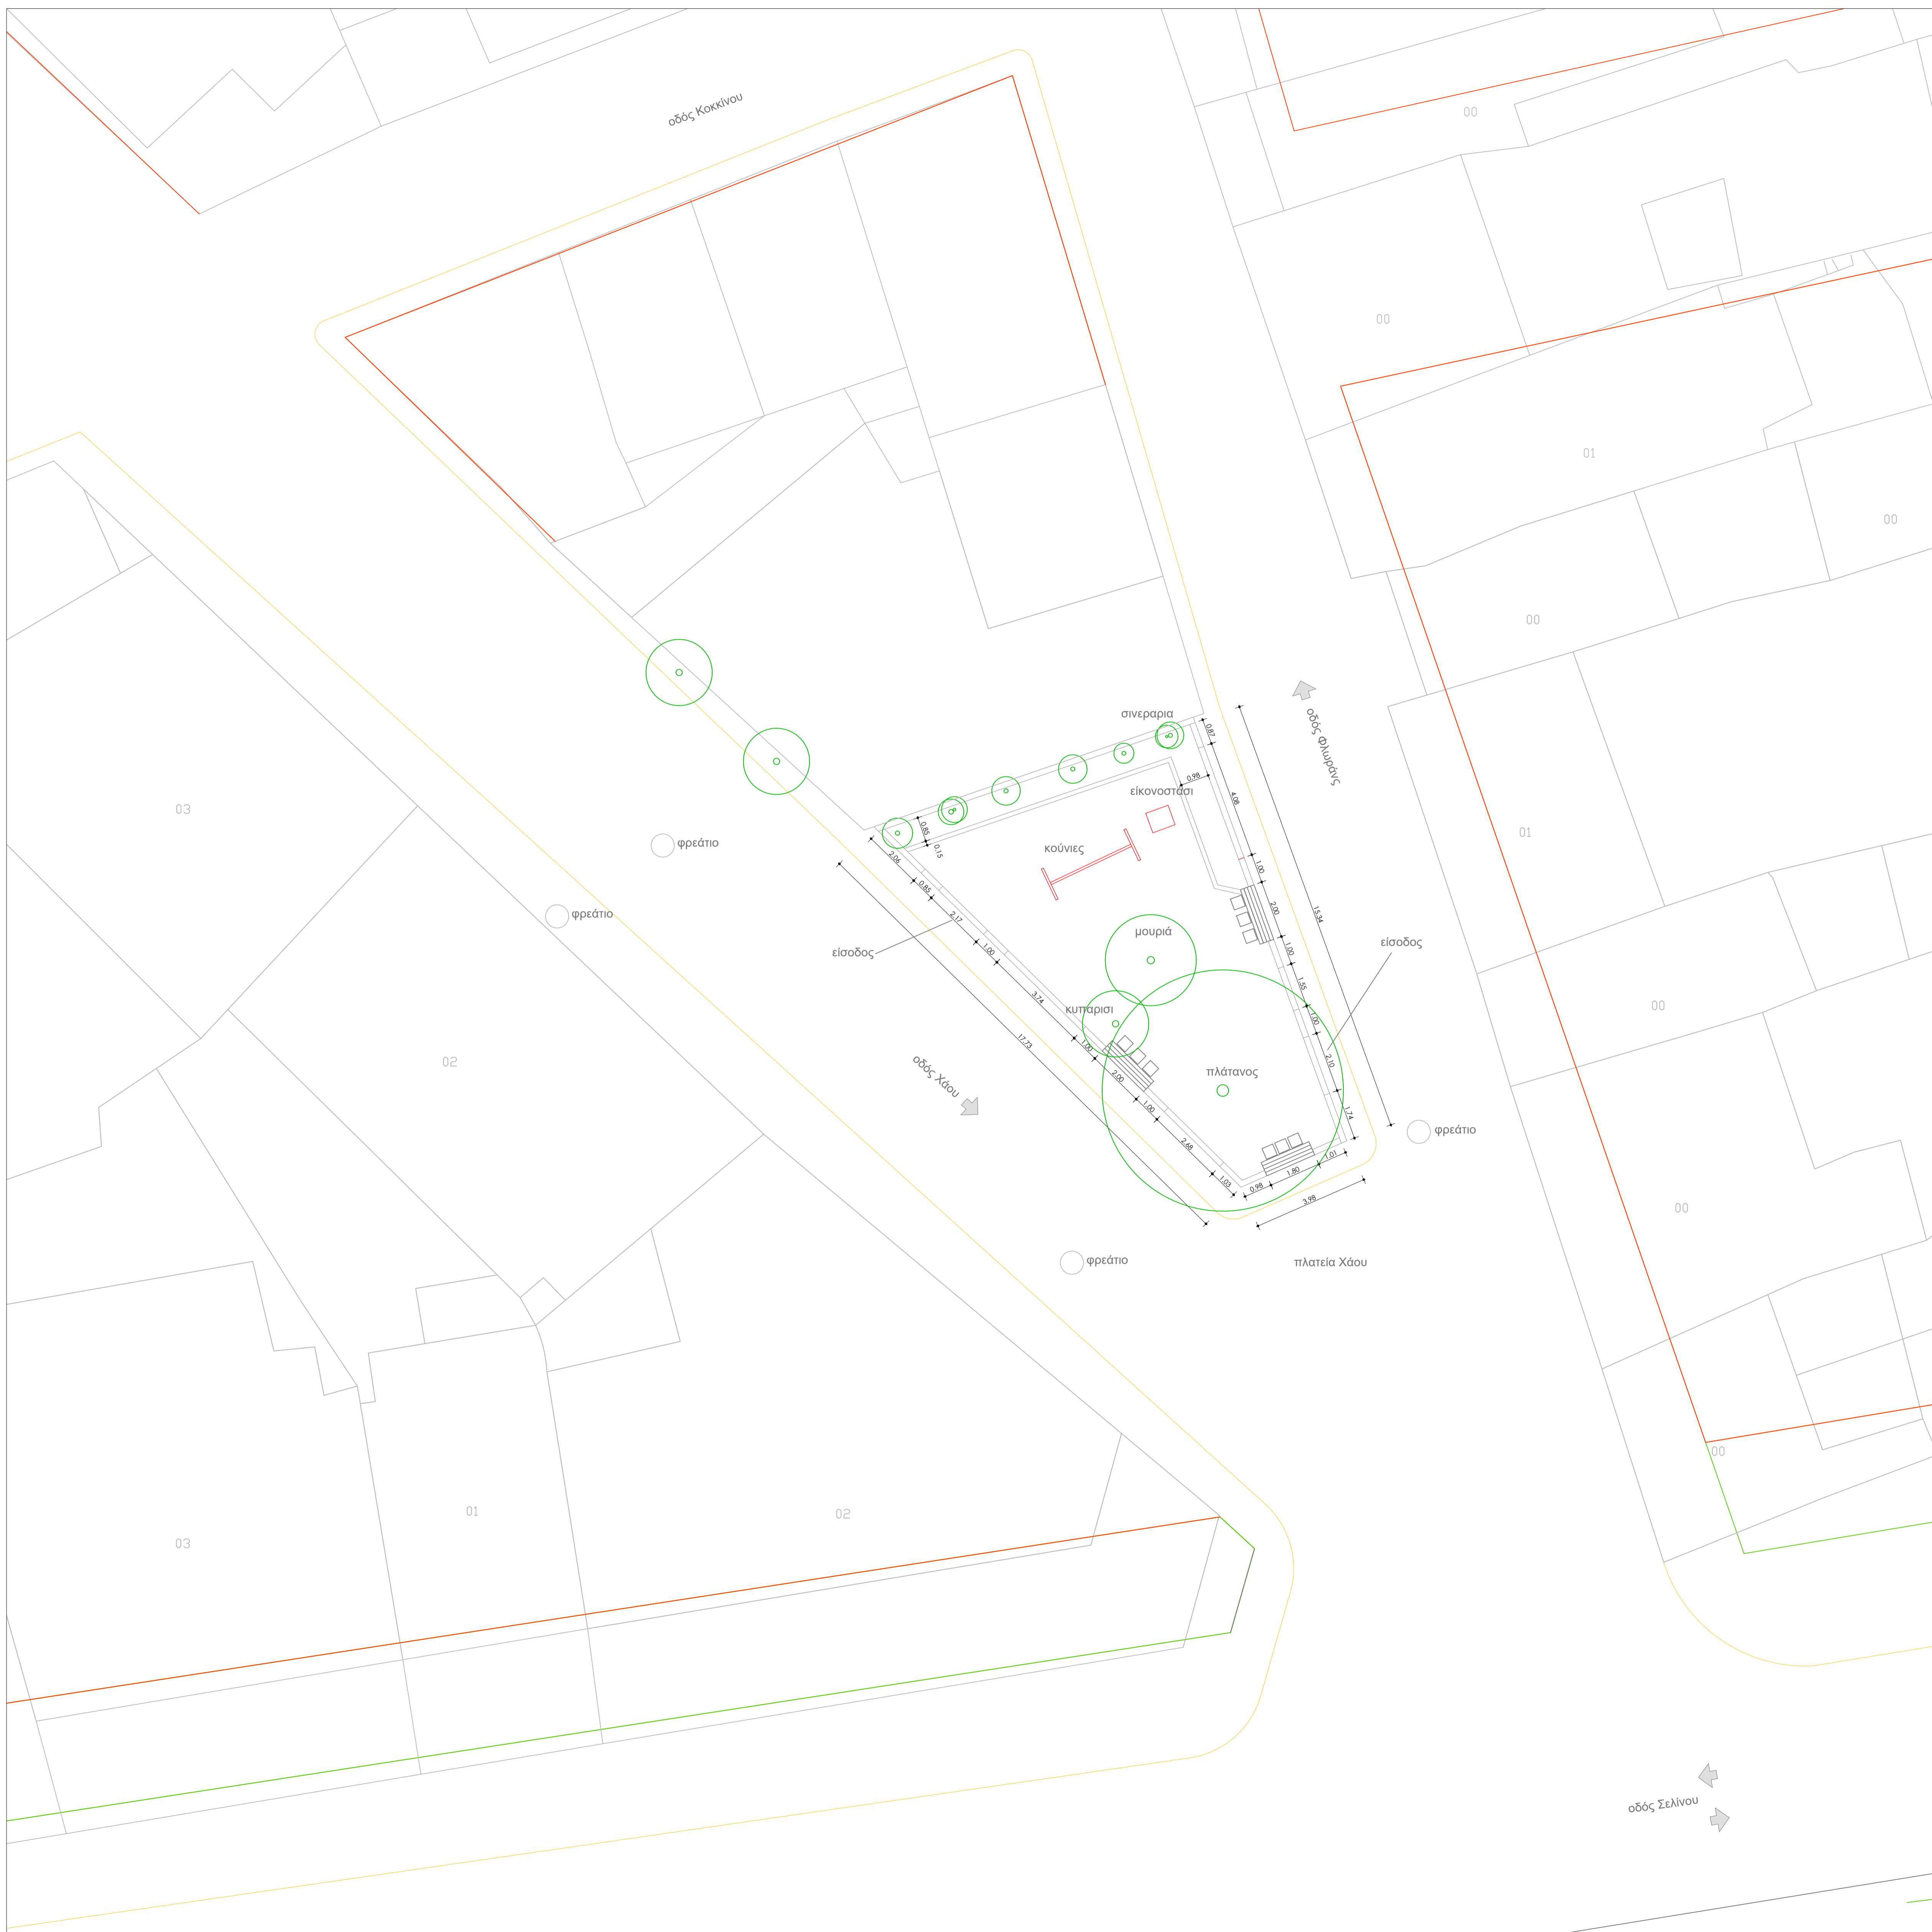 οδός Κοκκίνου
00
00
01
00
00
οδός Φλωράνς
σινεραρια
0.87
0.98
4.08
είκονοστάσι
03
φρεάτιο
κούνιες
0.85
0.15
2.06
0.85
2.17
1.00
1.00
2.00
15.34
01
φρεάτιο
μουριά
είσοδος
είσοδος
1.00
1.55
1.00
2.10
1.74
3.74
17.73
κυπαρισι
00
02
οδός Χάου
1.00
2.00
1.00
2.68
1.03
πλάτανος
φρεάτιο
0.98
1.80
1.01
3.98
00
φρεάτιο
πλατεία Χάου
00
01
02
03
οδός Σελίνου